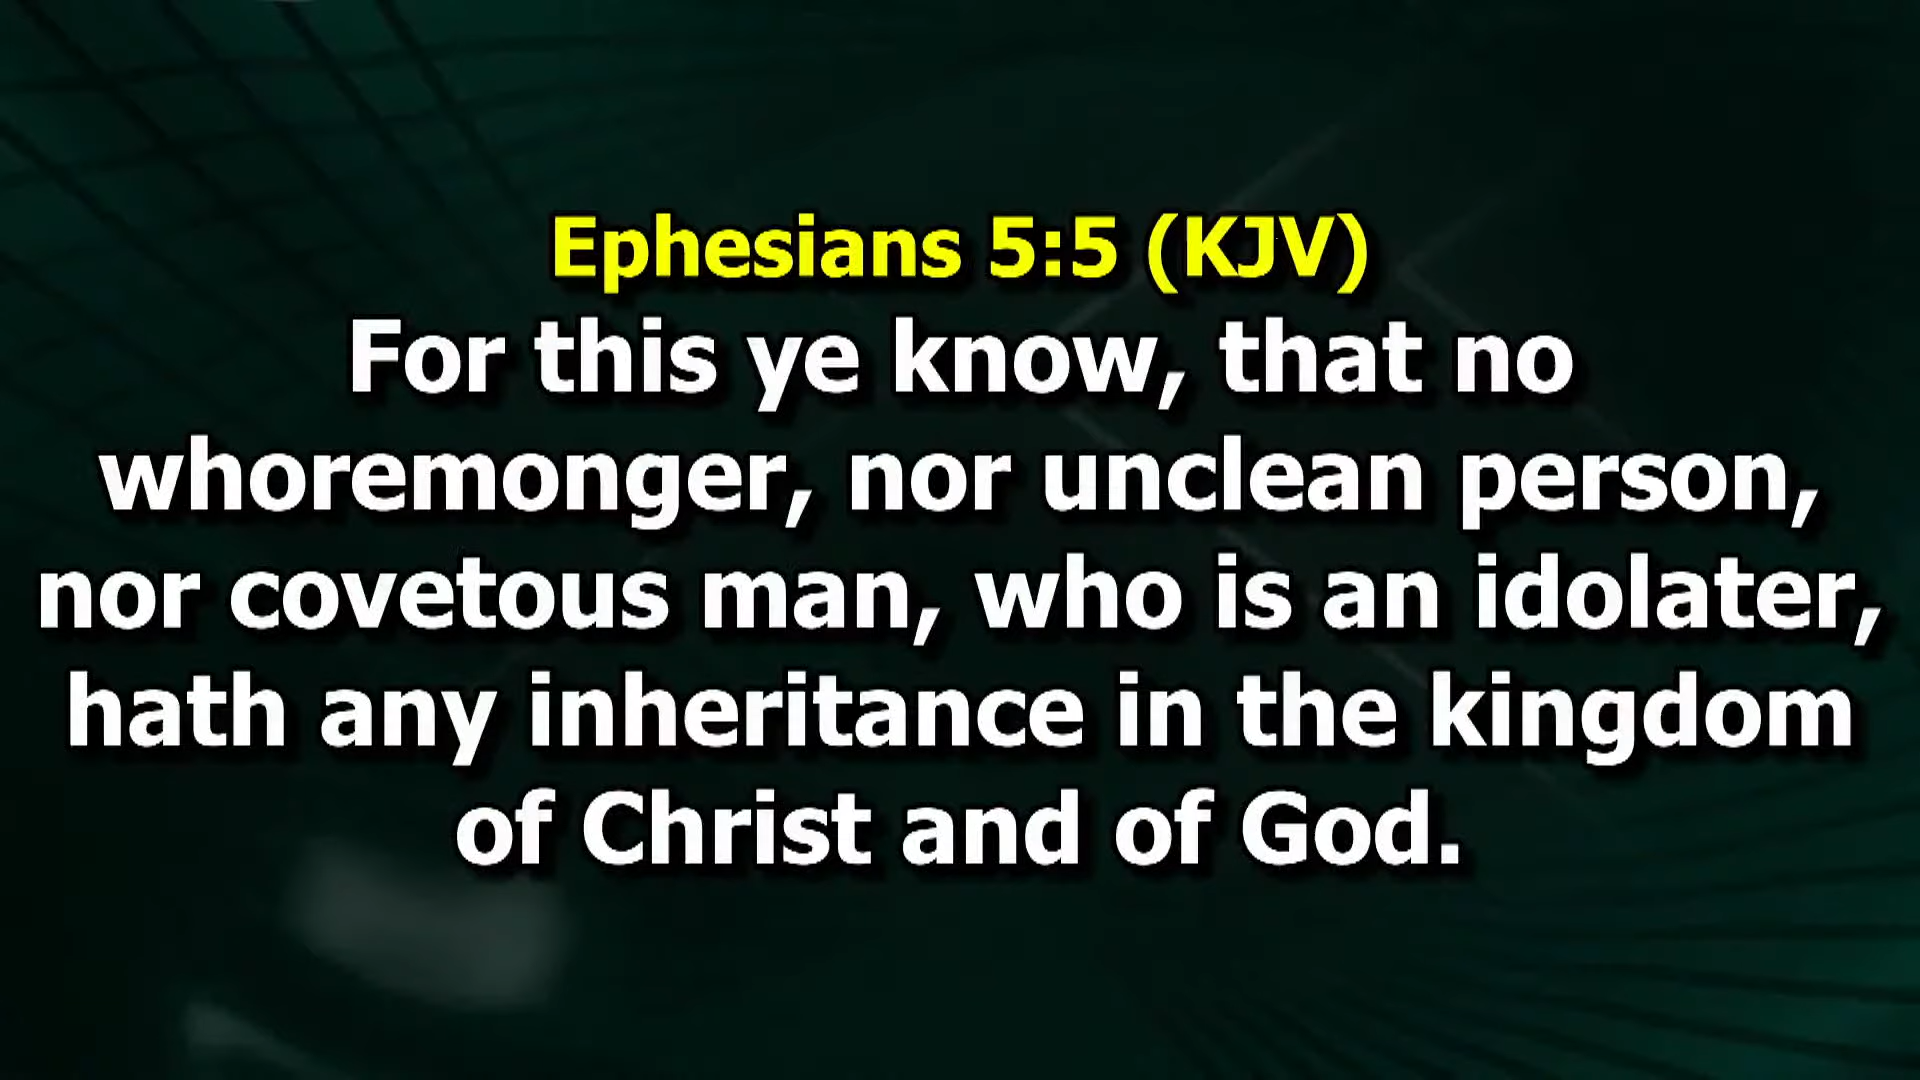 Ephesians 5:5 (KJV)
For this ye know, that no
whoremonger, nor unclean person,
nor covetous man, who is an idolater,
hath any inheritance in the kingdom
of Christ and of God.